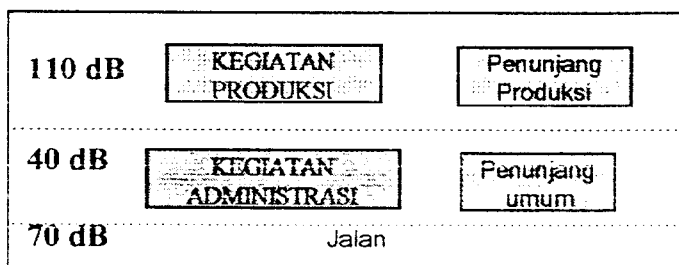 110 dB
KEGIATAN
PRODUKSI
Penunjang
Produksi
40 dB
KEGIATAN
ADMINISTRASI
Penunjang
umum
70 dB
Jalan